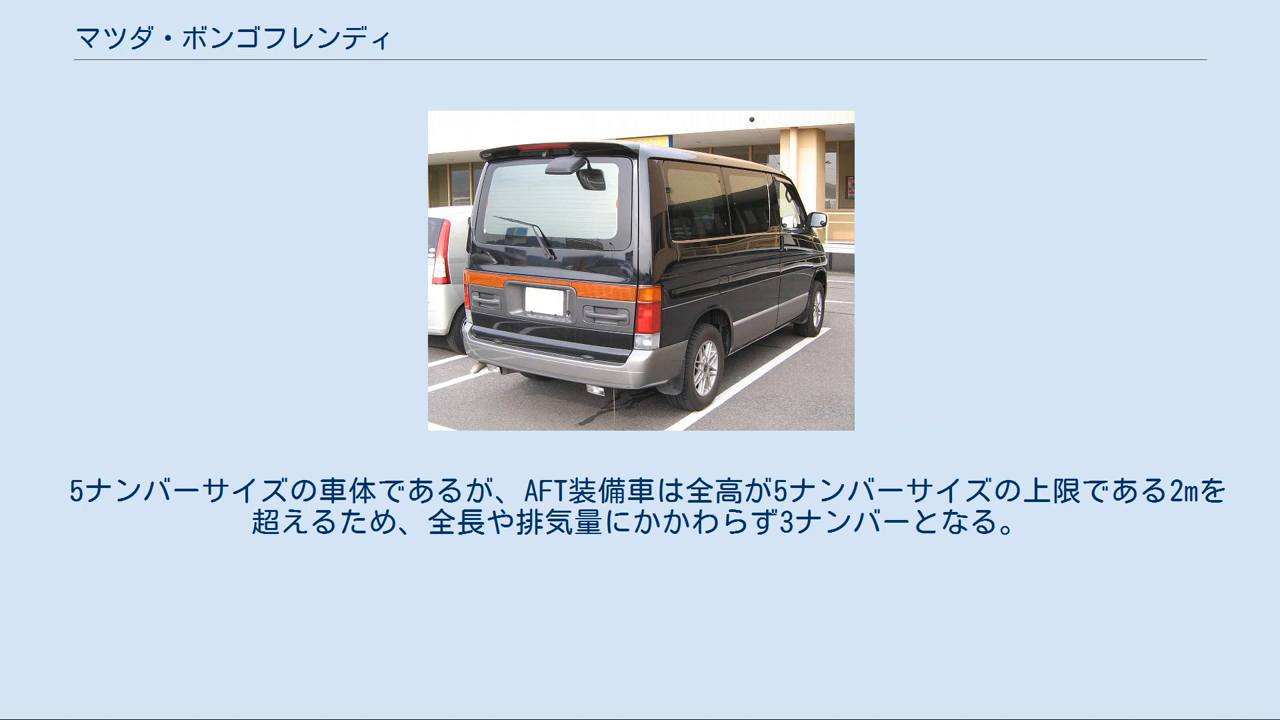 マツダ・ボンゴフレンディ
5ナンバーサイズの車体であるが、AFT装備車は全高が5ナンバーサイズの上限である2mを
超えるため、全長や排気量にかかわらず3ナンバーとなる。